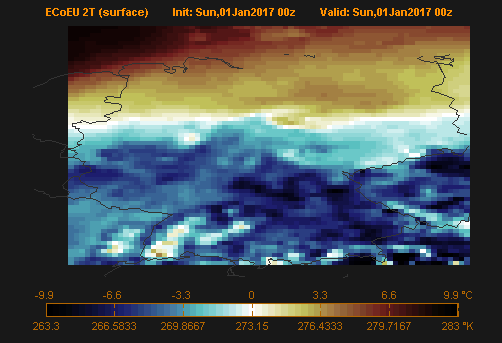 ECoEU 2T (surface) Init: Sun,01Jan2017 00z Valid: Sun,01Jan2017 00z
-9.9 -6.6 -3.3 0 3.3 6.6 9.9 °C
263.3 266.5833 269.8667 273.15 276.4333 279.7167 283 °K